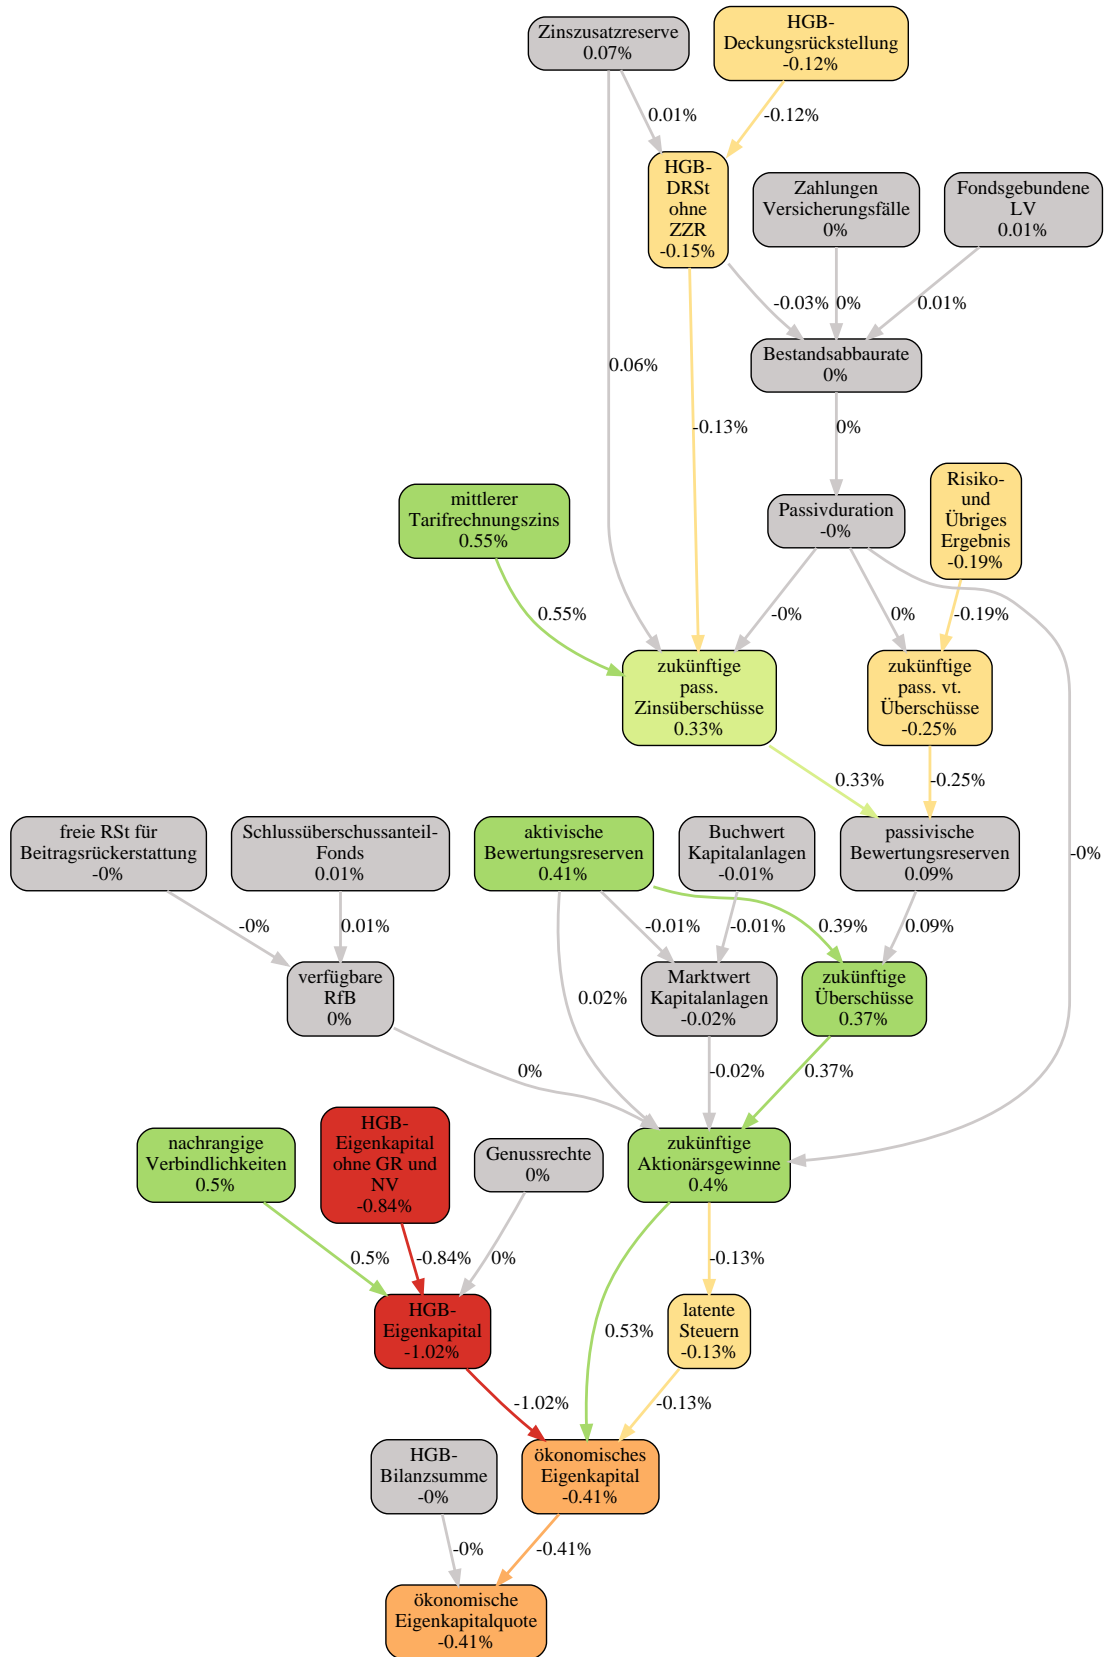 Zinszusatzreserve
0.07%
HGB-
Deckungsrückstellung
-0.12%
0.01%
-0.12%
HGB-
DRSt
ohne
ZZR
-0.15%
Zahlungen
Versicherungsfälle
0%
Fondsgebundene
LV
0.01%
-0.03%
0%
0.01%
Bestandsabbaurate
0%
0.06%
-0.13%
0%
mittlerer
Tarifrechnungszins
0.55%
Passivduration
-0%
Risiko-
und
Übriges
Ergebnis
-0.19%
0.55%
-0%
0%
-0.19%
zukünftige
pass.
Zinsüberschüsse
0.33%
zukünftige
pass. vt.
Überschüsse
-0.25%
0.33%
-0.25%
freie RSt für
Beitragsrückerstattung
-0%
Schlussüberschussanteil-
Fonds
0.01%
aktivische
Bewertungsreserven
0.41%
Buchwert
Kapitalanlagen
-0.01%
passivische
Bewertungsreserven
0.09%
-0%
-0%
0.01%
-0.01%
-0.01%
0.39%
0.09%
verfügbare
RfB
0%
0.02%
Marktwert
Kapitalanlagen
-0.02%
zukünftige
Überschüsse
0.37%
0%
-0.02%
0.37%
nachrangige
Verbindlichkeiten
0.5%
HGB-
Eigenkapital
ohne GR und
NV
-0.84%
Genussrechte
0%
zukünftige
Aktionärsgewinne
0.4%
0.5%
-0.84%
0%
-0.13%
HGB-
Eigenkapital
-1.02%
0.53%
latente
Steuern
-0.13%
-1.02%
-0.13%
HGB-
Bilanzsumme
-0%
ökonomisches
Eigenkapital
-0.41%
-0%
-0.41%
ökonomische
Eigenkapitalquote
-0.41%